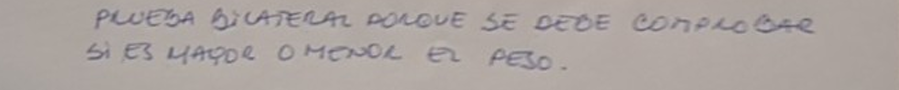 PRUEBA BILATERAL PORQUE SE DEBE COMPROBAR
SI ES MAYOR O MENOR EL PESO.